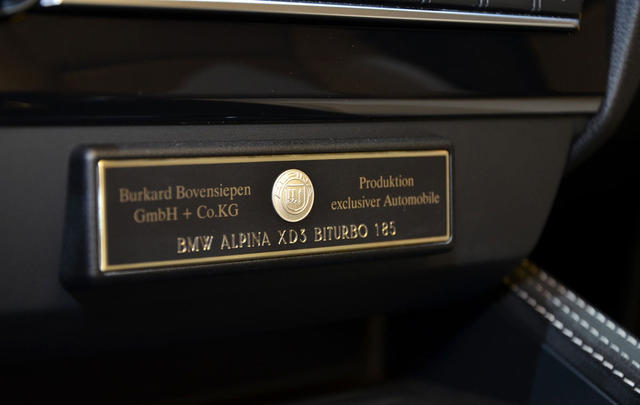 Burkard Bovensiepen
GmbH + Co.KG
Produktion
exclusiver Automobile
BMW ALPINA XD3 BITURBO 185